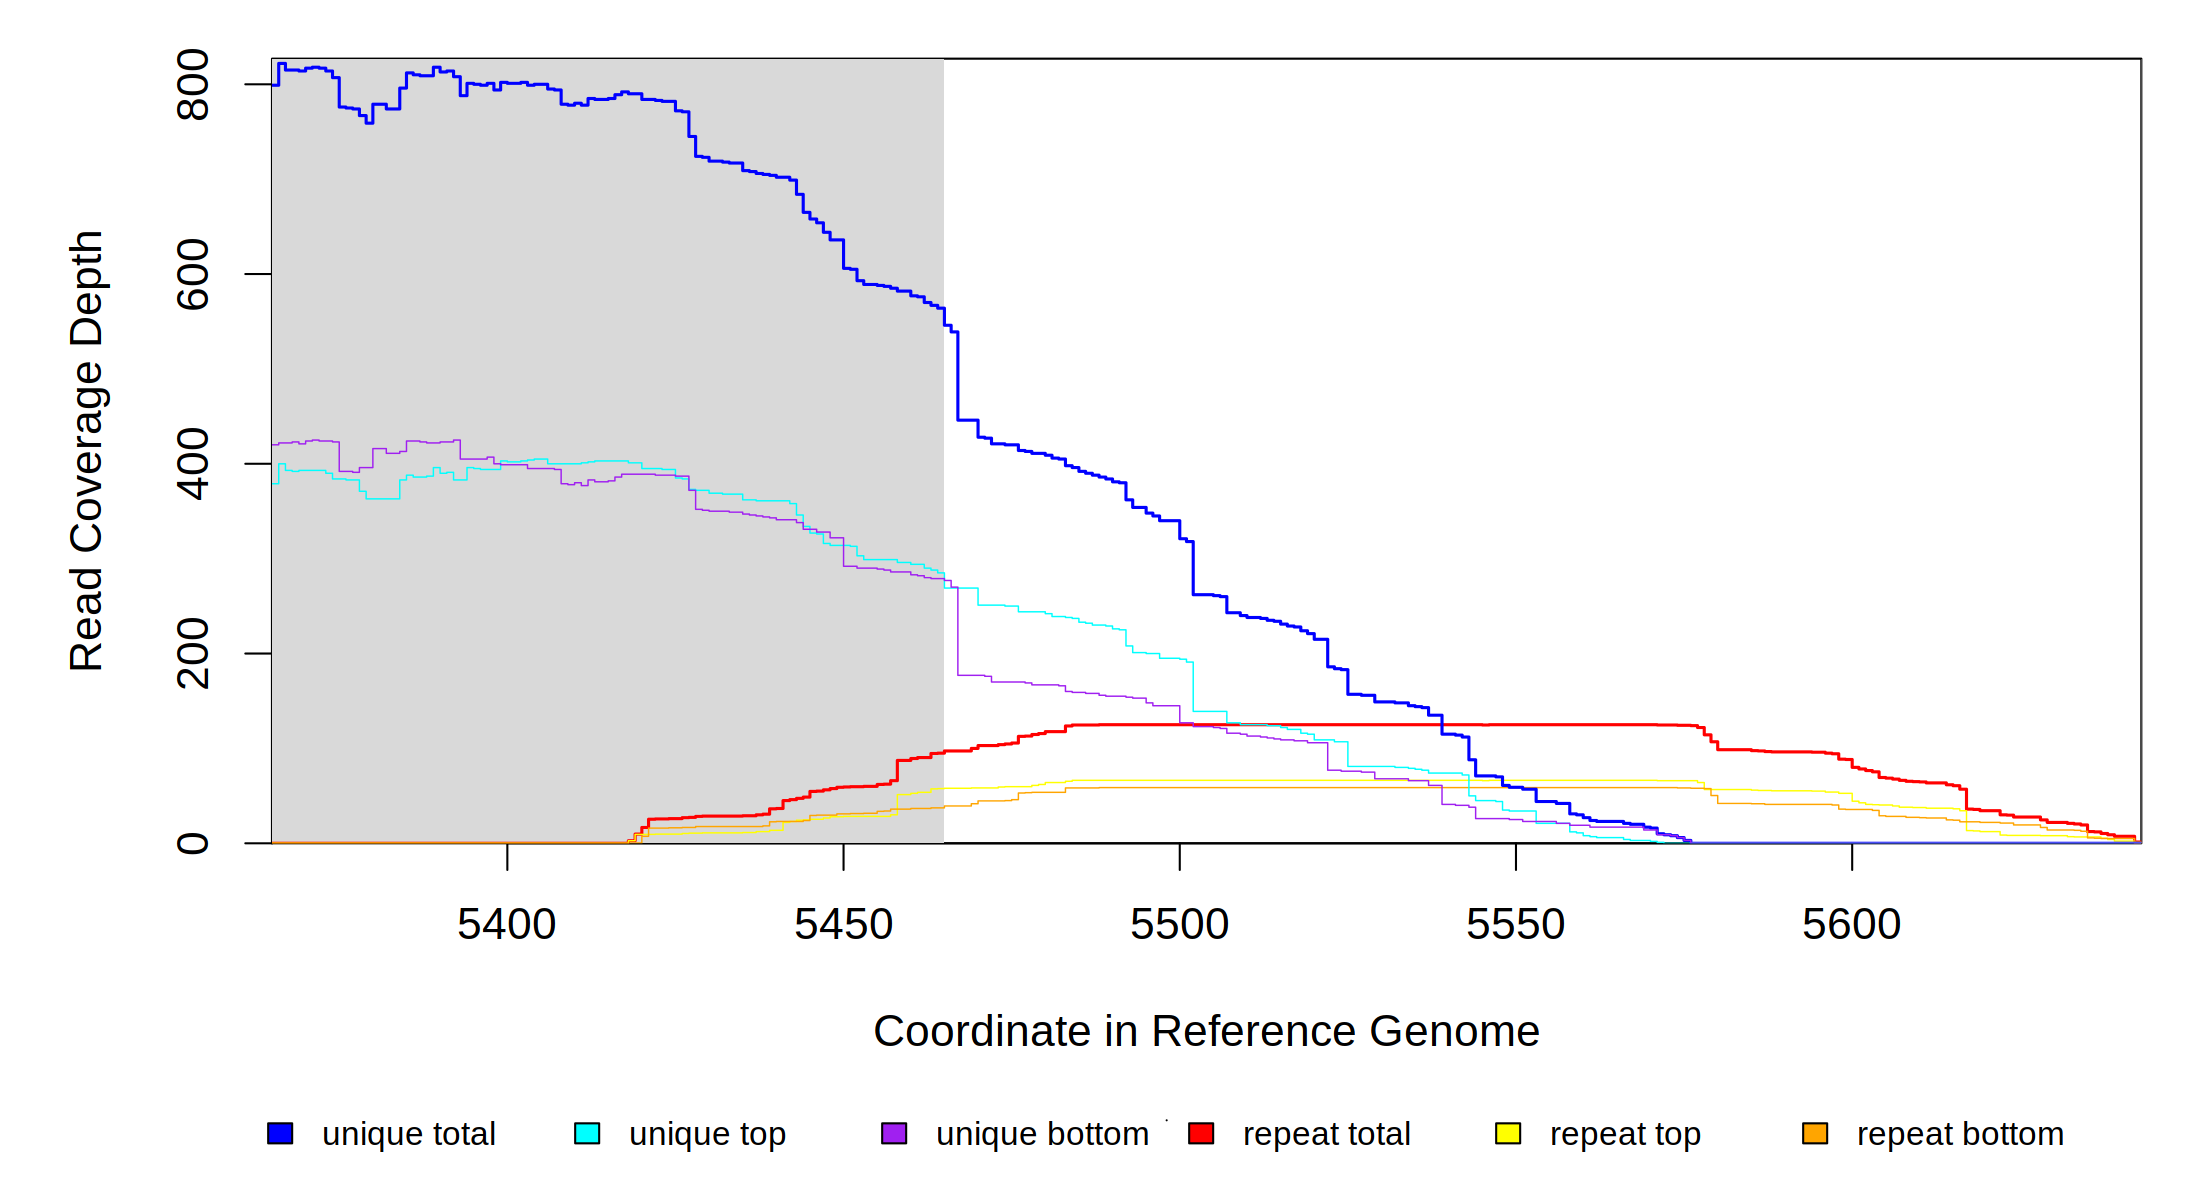 800
600
400
200
0
Read Coverage Depth
5400 5450 5500 5550 5600
Coordinate in Reference Genome
unique total unique top unique bottom repeat total repeat top repeat bottom